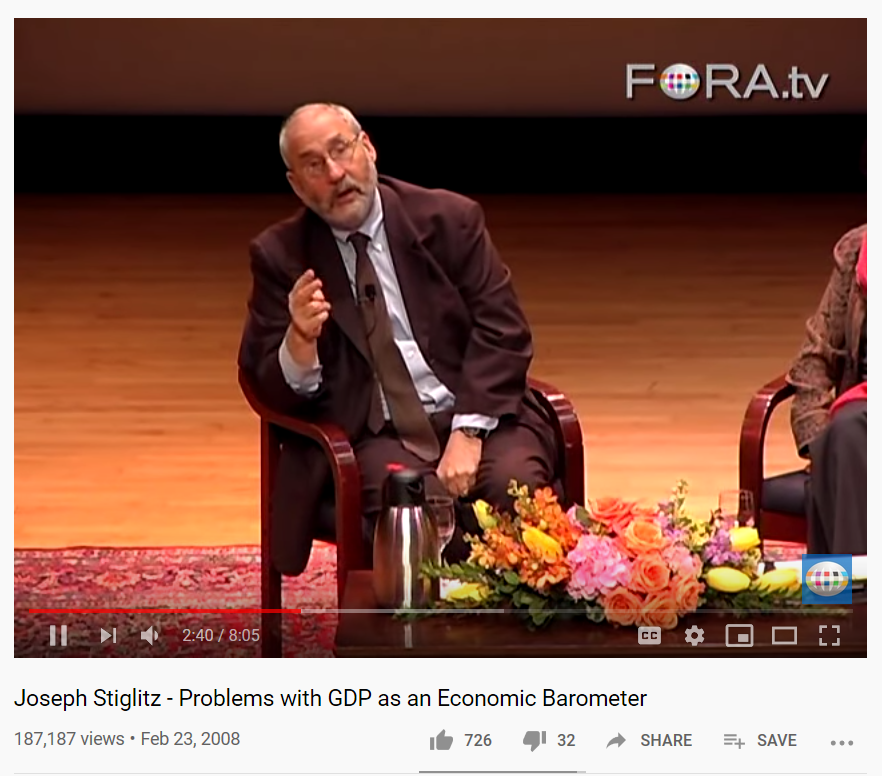 FORA.tv
2:40 / 8:05
CC
Joseph Stiglitz - Problems with GDP as an Economic Barometer
187,187 views • Feb 23, 2008
726
32
SHARE
SAVE